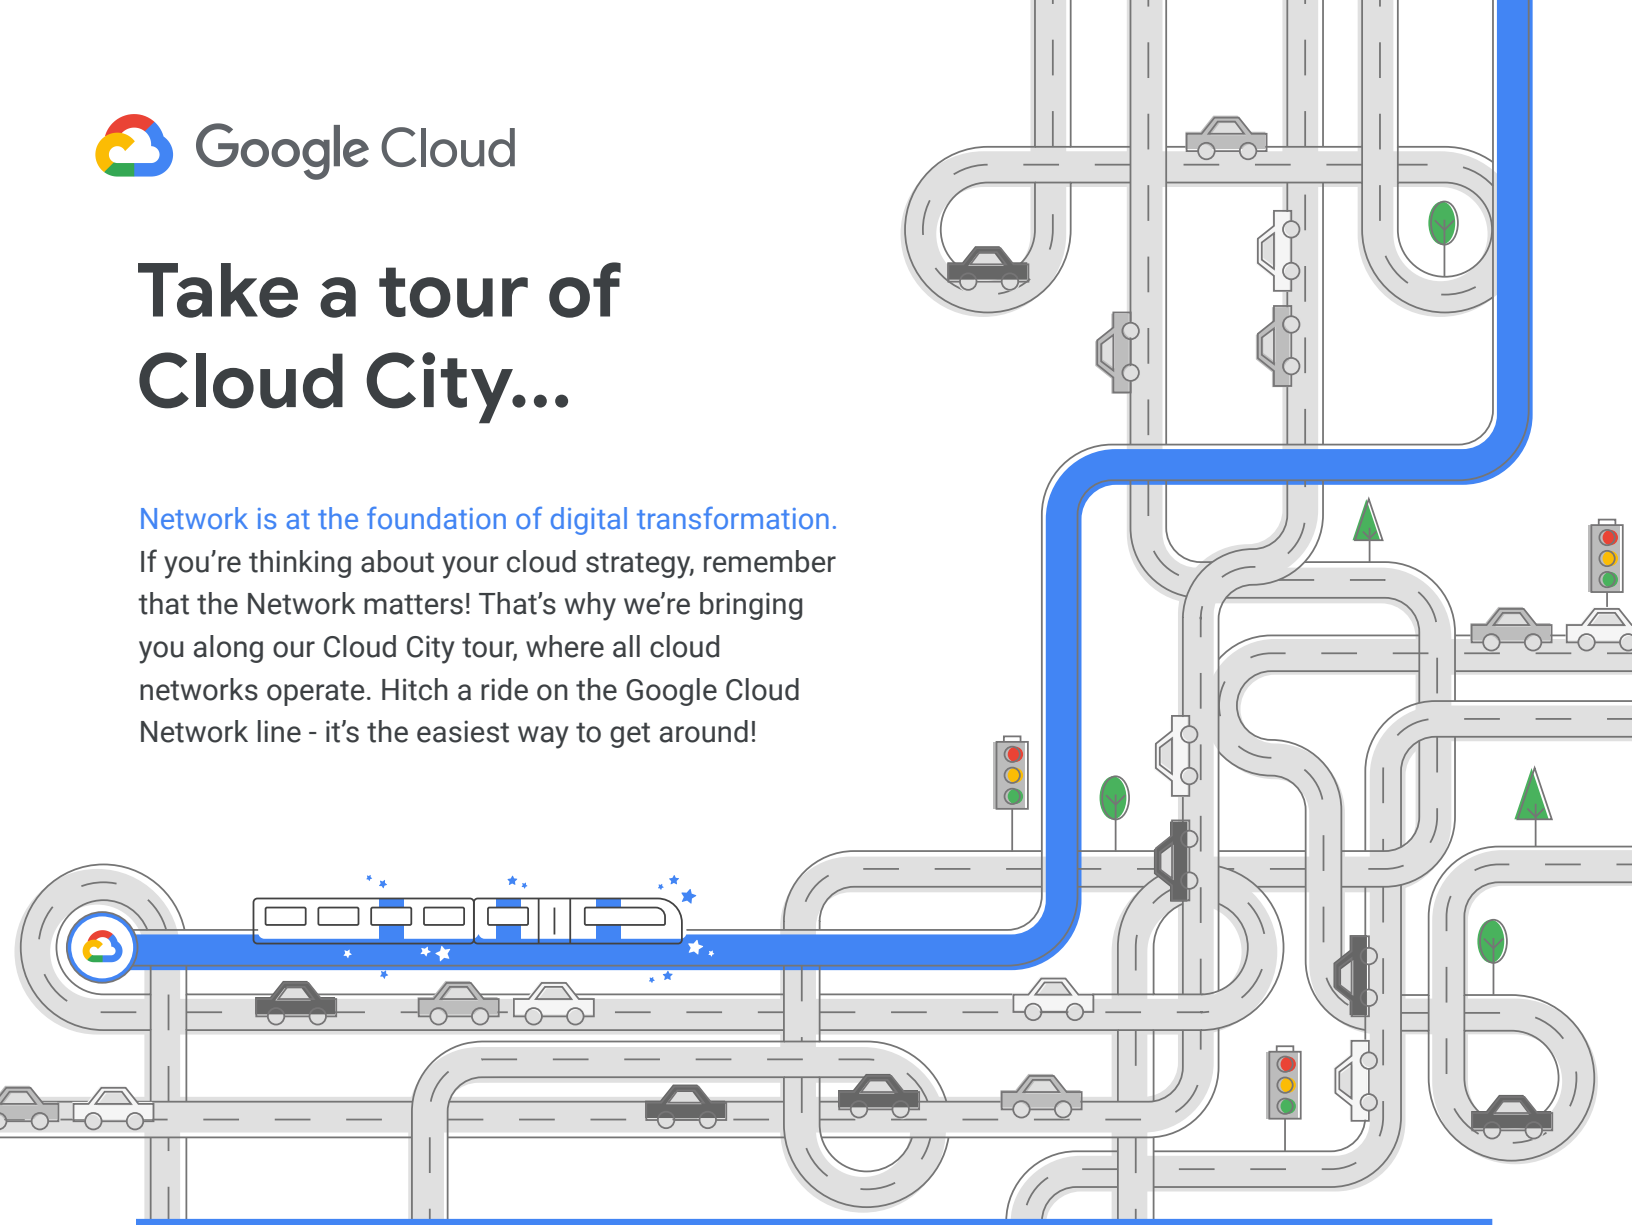 Google Cloud
Take a tour of
Cloud City...
Network is at the foundation of digital transformation.
If you’re thinking about your cloud strategy, remember
that the Network matters! That’s why we’re bringing
you along our Cloud City tour, where all cloud
networks operate. Hitch a ride on the Google Cloud
Network line - it’s the easiest way to get around!